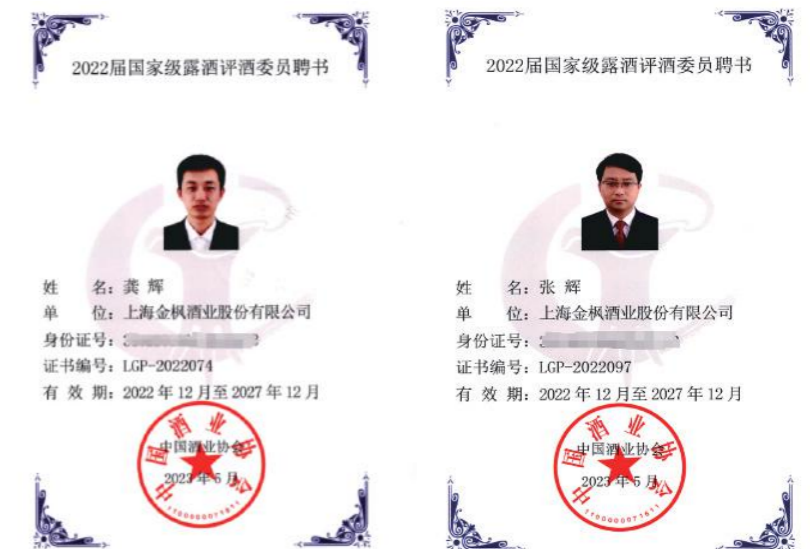 2022届国家级露酒评酒委员聘书
姓 名：龚 辉
单 位：上海金枫酒业股份有限公司
身份证号：
证书编号：LGP-2022074
有 效 期：2022 年 12 月至 2027 年 12 月
中国酒业协会
中国酒业协会
2023 年 5 月
2022届国家级露酒评酒委员聘书
姓 名：张 辉
单 位：上海金枫酒业股份有限公司
身份证号：
证书编号：LGP-2022097
有 效 期：2022 年 12 月至 2027 年 12 月
中国酒业协会
中国酒业协会
2023 年 5 月